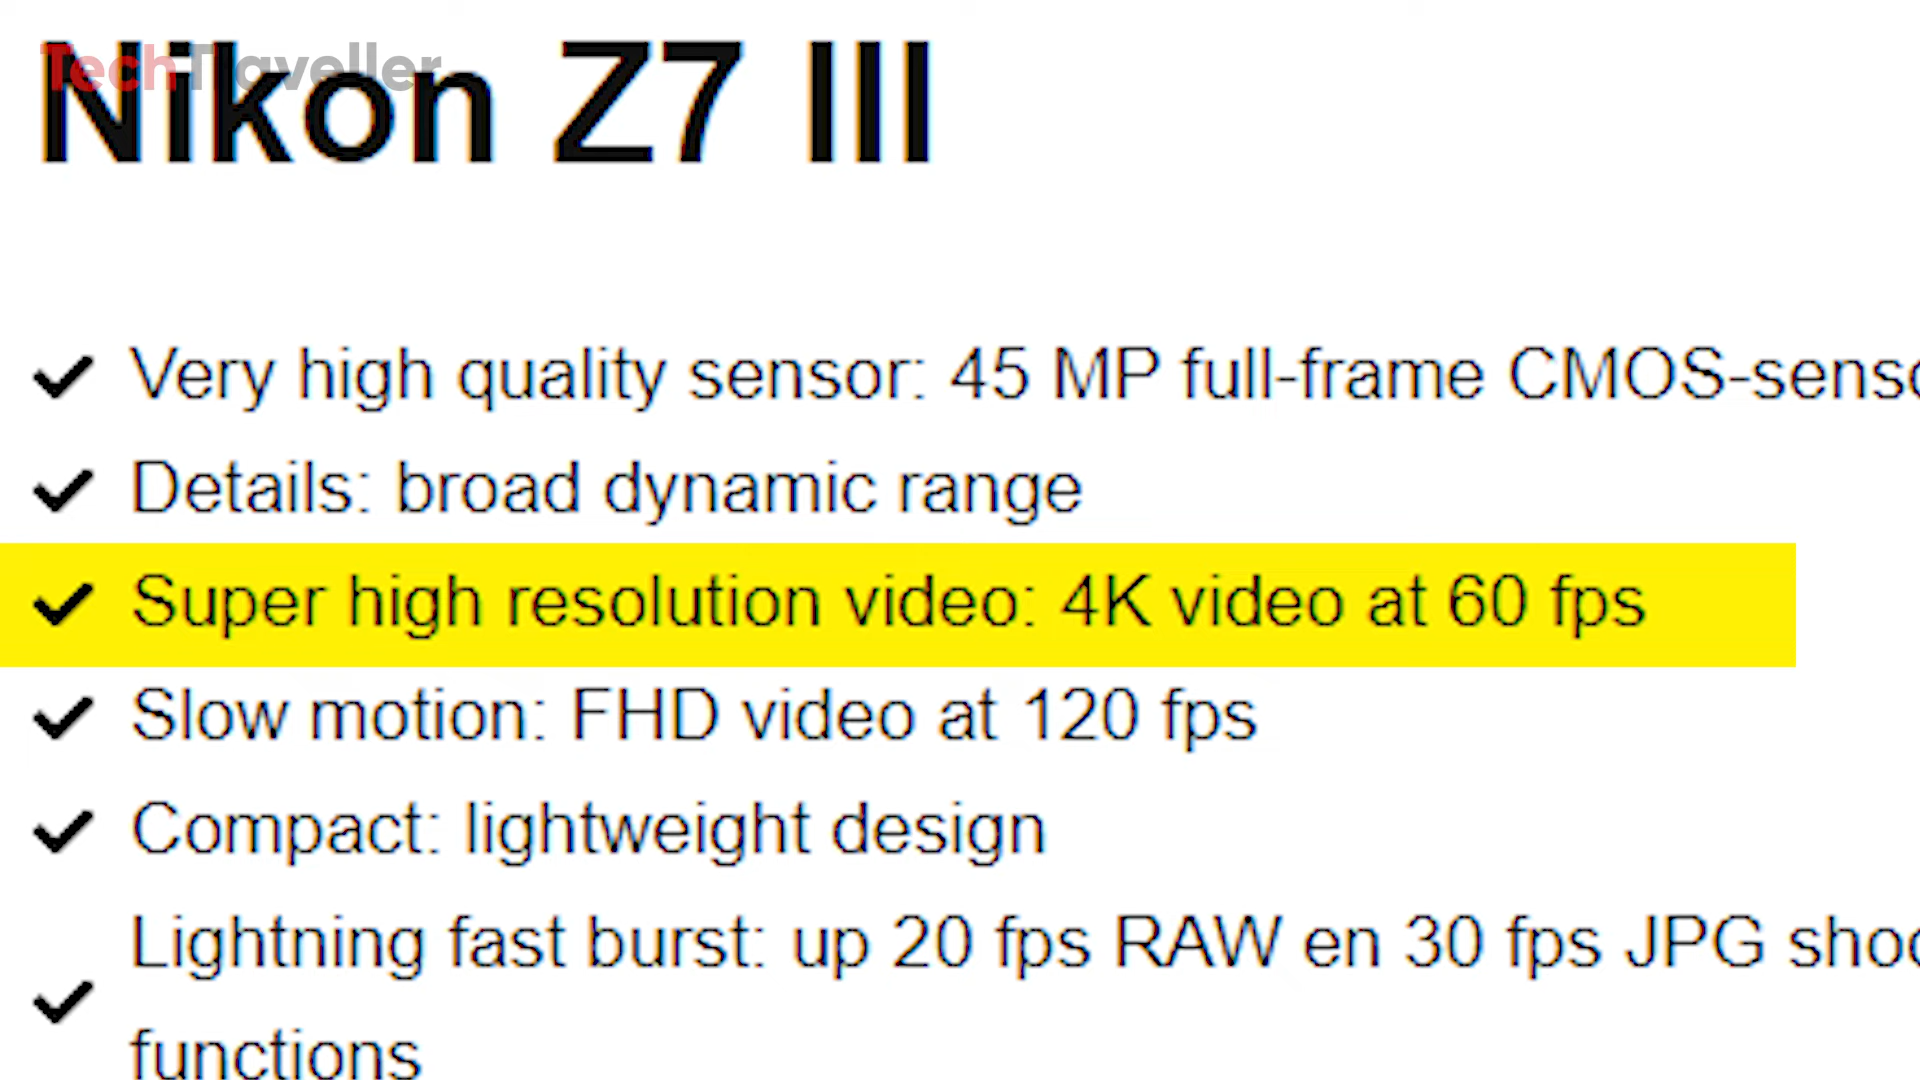 TechTraveller
Nikon Z7 III
Very high quality sensor: 45 MP full-frame CMOS-senso
Details: broad dynamic range
Super high resolution video: 4K video at 60 fps
Slow motion: FHD video at 120 fps
Compact: lightweight design
Lightning fast burst: up 20 fps RAW en 30 fps JPG shoo
functions